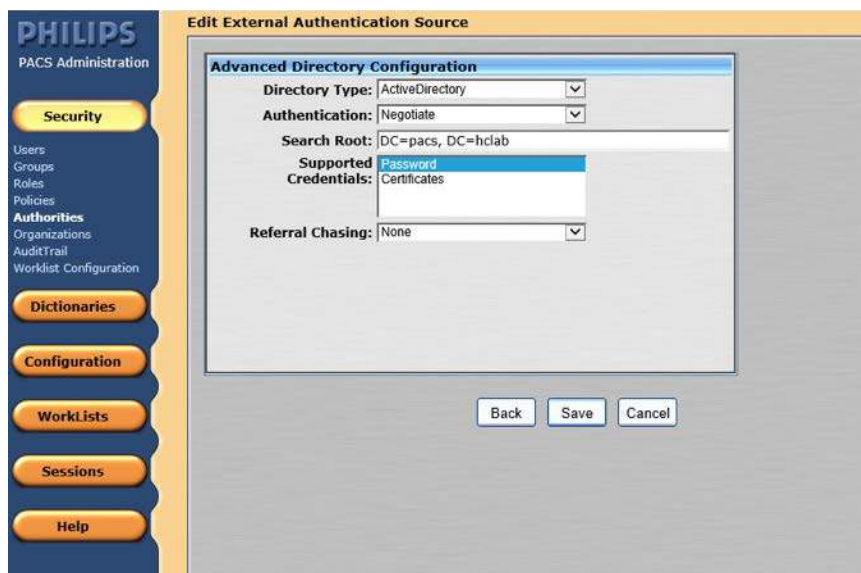 PHILIPS
PACS Administration
Security
Users
Groups
Roles
Policies
Authorities
Organizations
AuditTrail
Worklist Configuration
Dictionaries
Configuration
WorkLists
Sessions
Help
Edit External Authentication Source
Advanced Directory Configuration
Directory Type: ActiveDirectory
Authentication: Negotiate
Search Root: DC=pacs, DC=hclab
Supported Credentials: Password
Certificates
Referral Chasing: None
Back Save Cancel